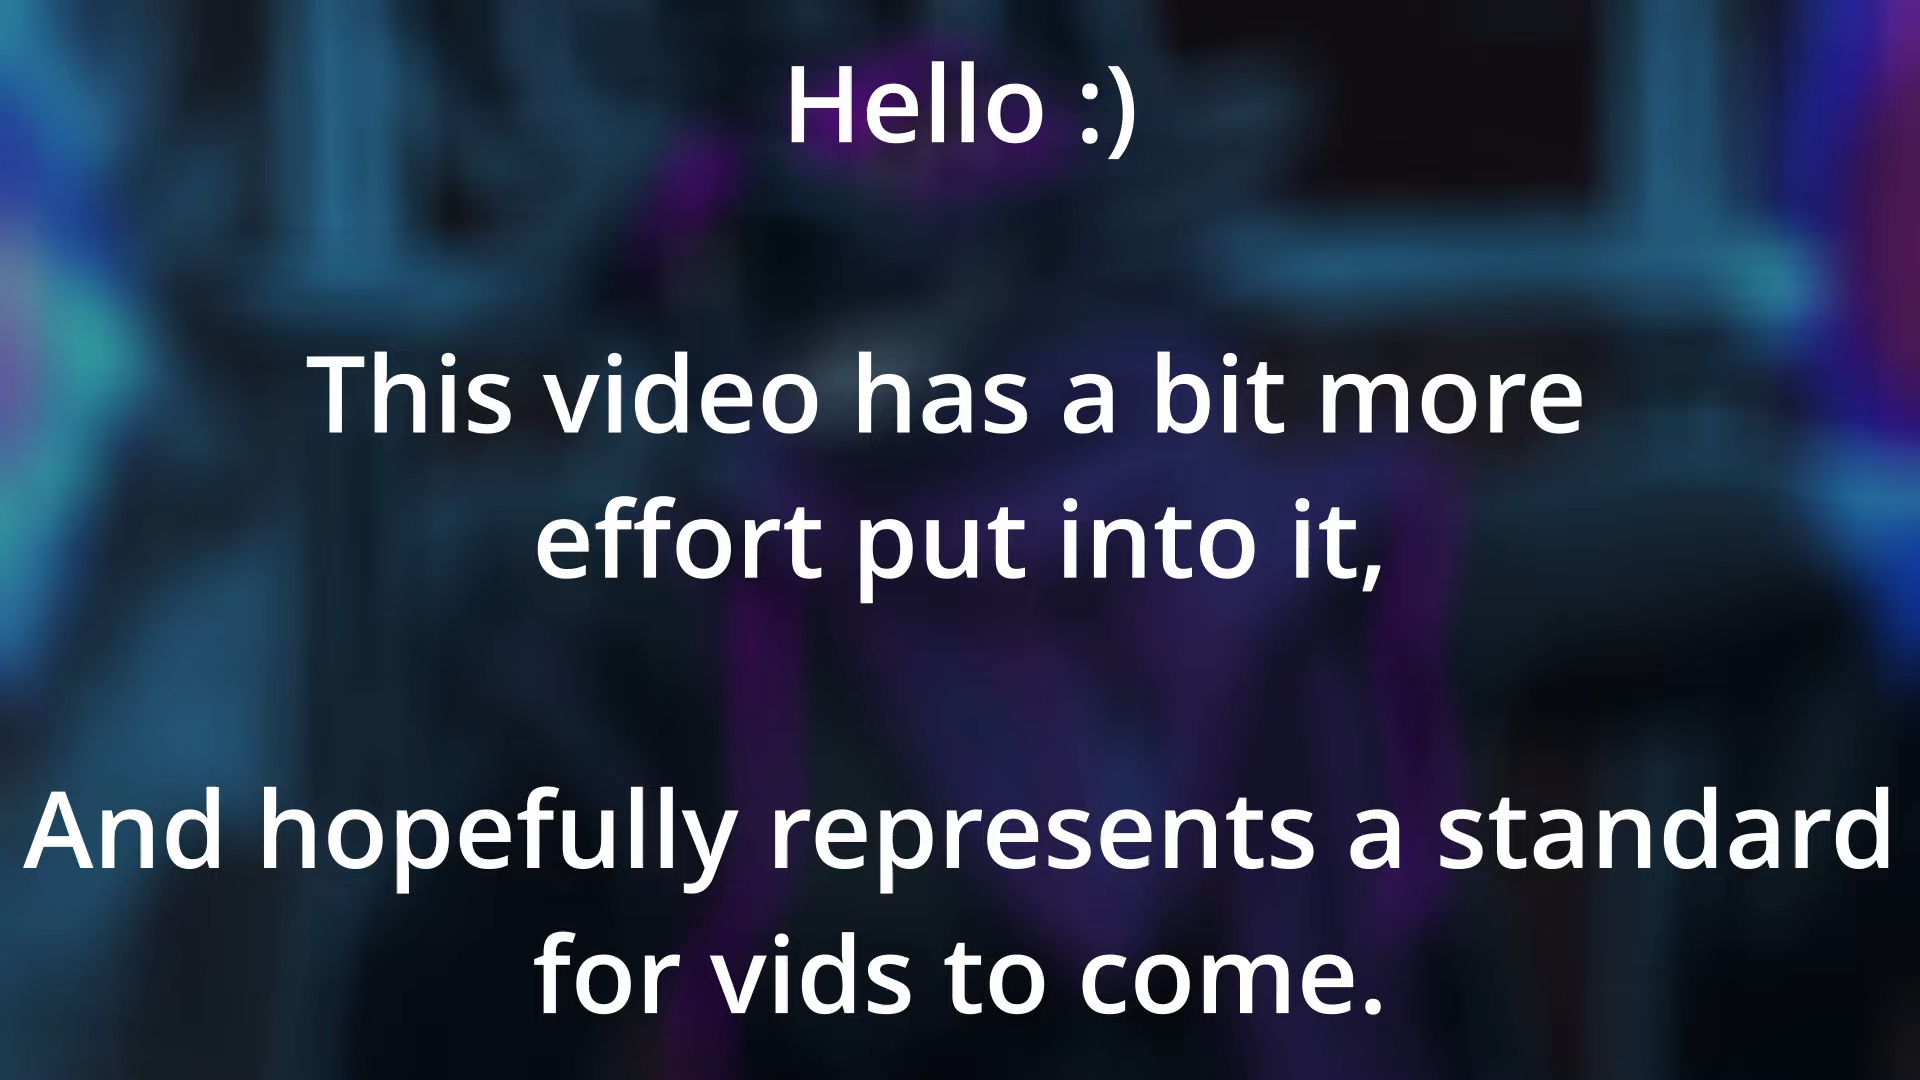 Hello :)
This video has a bit more
effort put into it,
And hopefully represents a standard
for vids to come.